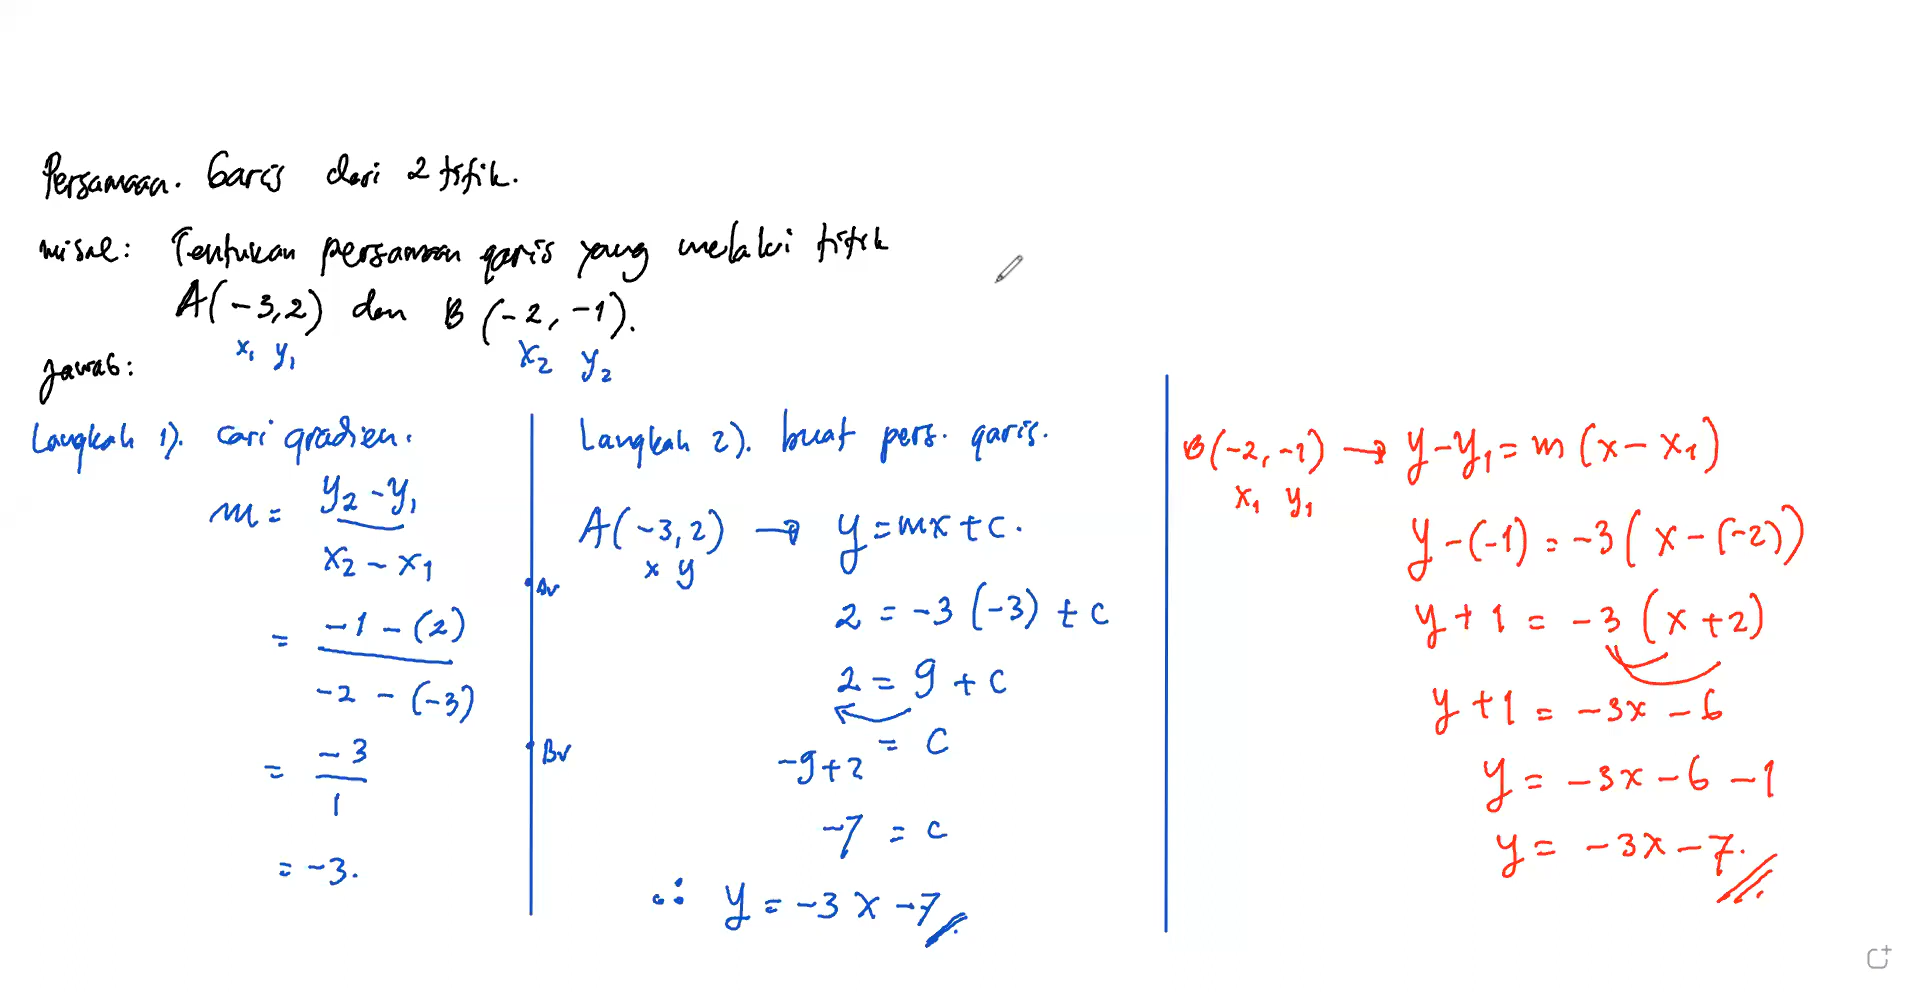 Persamaan. Garis dari 2 titik.
misal: Tentukan persamaan garis yang melalui titik
A(-3,2) dan B(-2,-1).
x₁ y₁ x₂ y₂
Jawab:
Langkah 1). cari gradien.
m = (y₂ - y₁)/(x₂ - x₁)
= (-1 - (2))/(-2 - (-3))
= -3/1
= -3.
Av
Bv
Langkah 2). buat pers. garis.
A(-3,2) → y = mx + c.
x y
2 = -3(-3) + c
2 = 9 + c
-9+2 = c
-7 = c
∴ y = -3x -7
B(-2,-1) → y - y₁ = m(x - x₁)
x₁ y₁
y - (-1) = -3(x - (-2))
y + 1 = -3(x + 2)
y + 1 = -3x - 6
y = -3x - 6 - 1
y = -3x - 7.